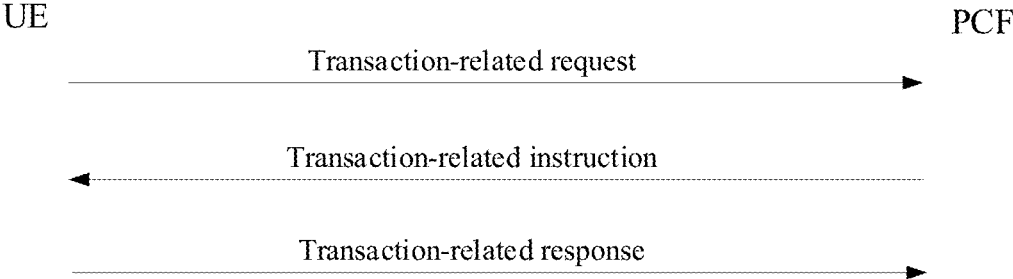 UE
PCF
Transaction-related request
Transaction-related instruction
Transaction-related response